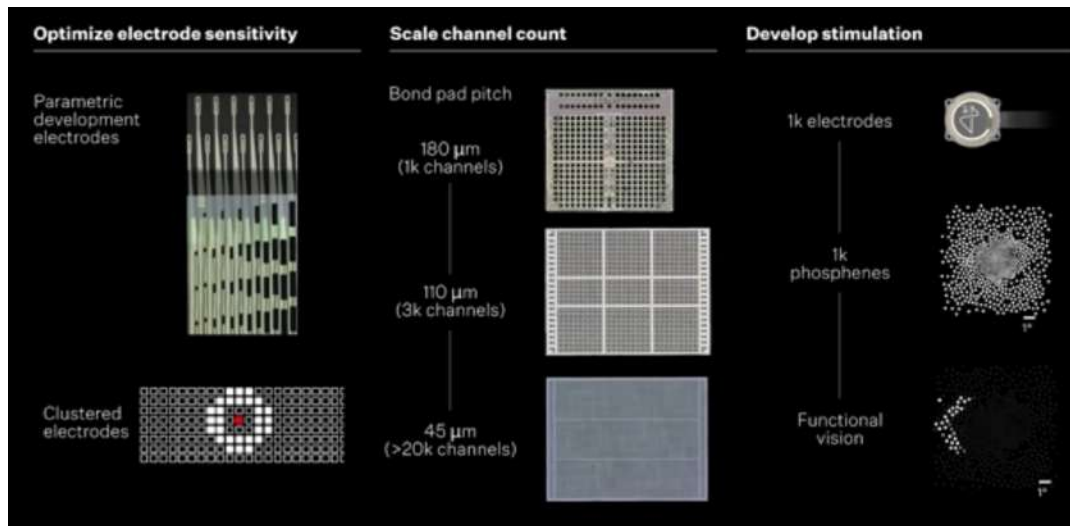 Optimize electrode sensitivity
Parametric
development
electrodes
Clustered
electrodes
Scale channel count
Bond pad pitch
180 μm
(1k channels)
110 μm
(3k channels)
45 μm
(>20k channels)
Develop stimulation
1k electrodes
1k
phosphenes
1°
Functional
vision
1°